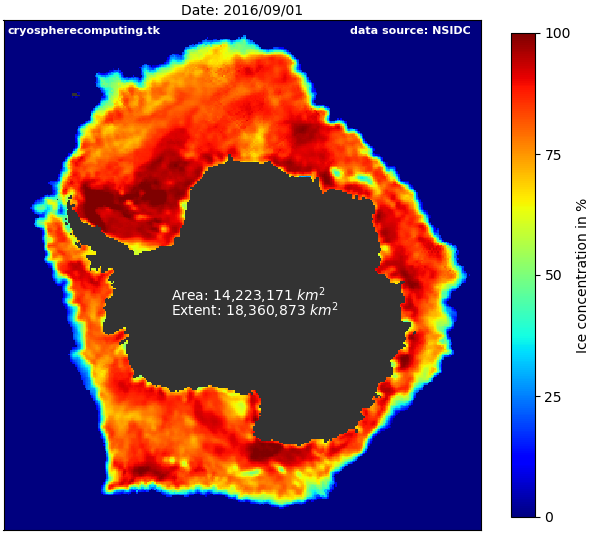 Date: 2016/09/01
cryospherecomputing.tk
data source: NSIDC
Area: 14,223,171 km²
Extent: 18,360,873 km²
100
75
50
25
0
Ice concentration in %